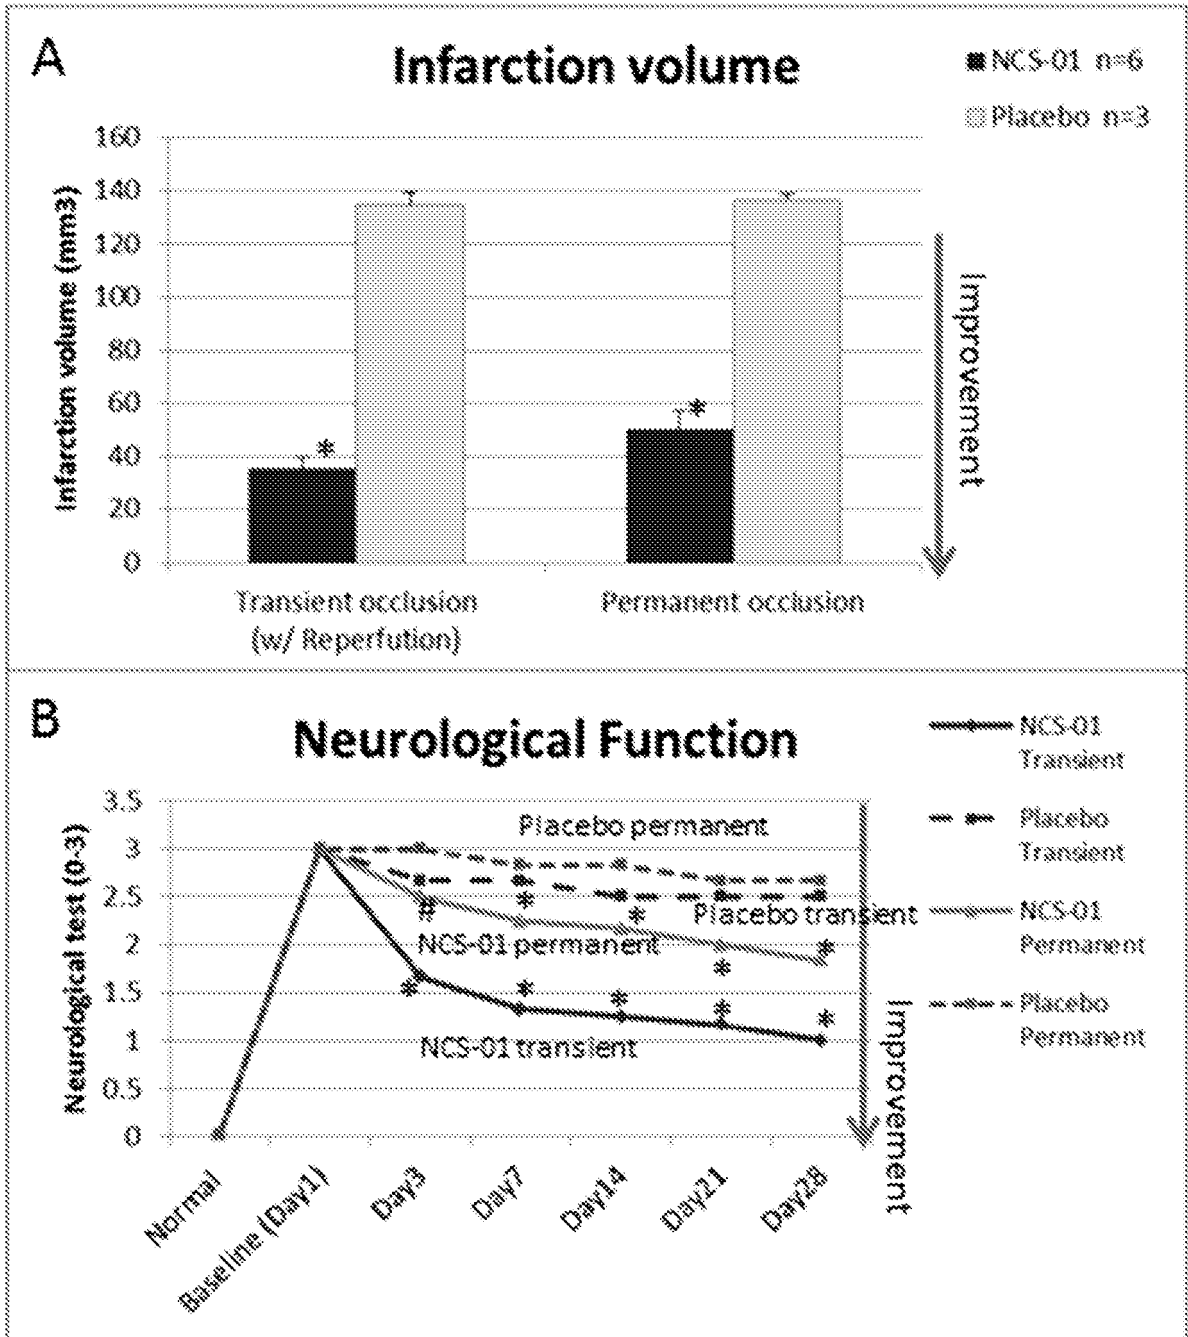 A
Infarction volume
NCS-01 n=6
Placebo n=3
Infarction volume (mm3)
160
140
120
100
80
60
40
20
0
*
*
Transient occlusion
(w/ Reperfution)
Permanent occlusion
Improvement
B
Neurological Function
NCS-01
Transient
Placebo
Transient
NCS-01
Permanent
Placebo
Permanent
Neurological test (0-3)
3.5
3
2.5
2
1.5
1
0.5
0
Placebo permanent
Placebo transient
NCS-01 permanent
NCS-01 transient
#
*
*
*
*
*
*
*
*
*
Normal
Baseline (Day1)
Day3
Day7
Day14
Day21
Day28
Improvement